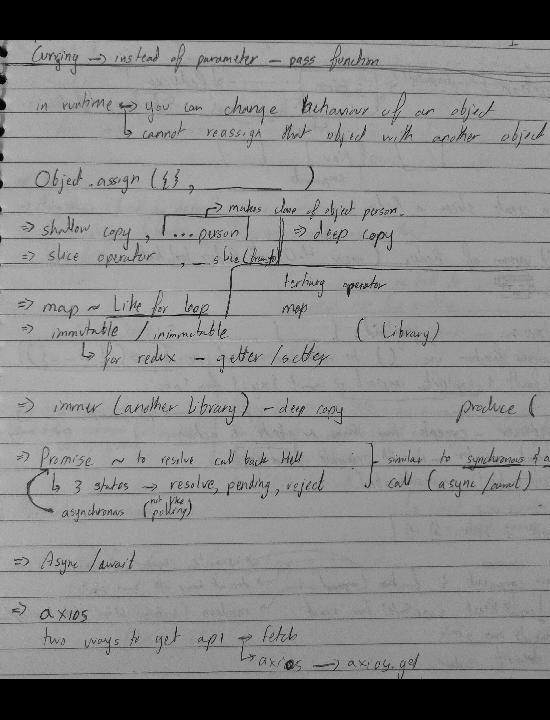 Curging → instead of parameter - pass function
in runtime → you can change behaviour of an object
↳ cannot reassign that object with another object
Object.assign ({}, ______ )
→ makes clone of object person.
⇒ shallow copy, {...person} ⇒ deep copy
⇒ slice operator, - slice(
tertiary operator
⇒ map ~ Like for loop map
⇒ immutable / inimmutable (Library)
↳ for redux - getter/setter
⇒ immer (another library) - deep copy produce (
⇒ Promise ~ to resolve call back Hell } similar to synchronous & a
↳ 3 states → resolve, pending, reject call (async/await)
asynchronous (not like polling)
⇒ Async/await
⇒ axios
two ways to get api → fetch
↳ axios → axios.get